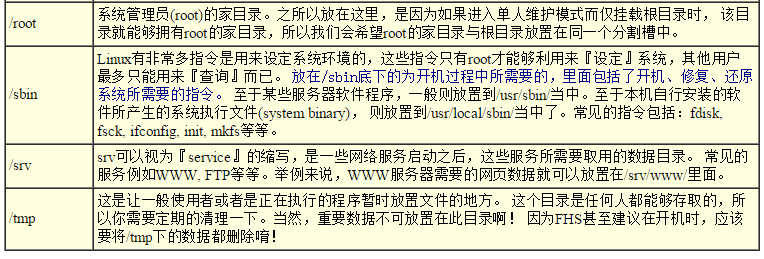 /root
系统管理员(root)的家目录。之所以放在这里，是因为如果进入单人维护模式而仅挂载根目录时， 该目
录就能够拥有root的家目录，所以我们会希望root的家目录与根目录放置在同一个分割槽中。
/sbin
Linux有非常多指令是用来设定系统环境的，这些指令只有root才能够利用来『设定』系统，其他用户
最多只能用来『查询』而已。 放在/sbin底下的为开机过程中所需要的，里面包括了开机、修复、还原
系统所需要的指令。 至于某些服务器软件程序，一般则放置到/usr/sbin/当中。至于本机自行安装的软
件所产生的系统执行文件(system binary)， 则放置到/usr/local/sbin/当中了。常见的指令包括：fdisk,
fsck, ifconfig, init, mkfs等等。
/srv
srv可以视为『service』的缩写，是一些网络服务启动之后，这些服务所需要取用的数据目录。 常见的
服务例如WWW, FTP等等。举例来说，WWW服务器需要的网页数据就可以放置在/srv/www/里面。
/tmp
这是让一般使用者或者是正在执行的程序暂时放置文件的地方。 这个目录是任何人都能够存取的，所
以你需要定期的清理一下。当然，重要数据不可放置在此目录啊！ 因为FHS甚至建议在开机时，应该
要将/tmp下的数据都删除唷！